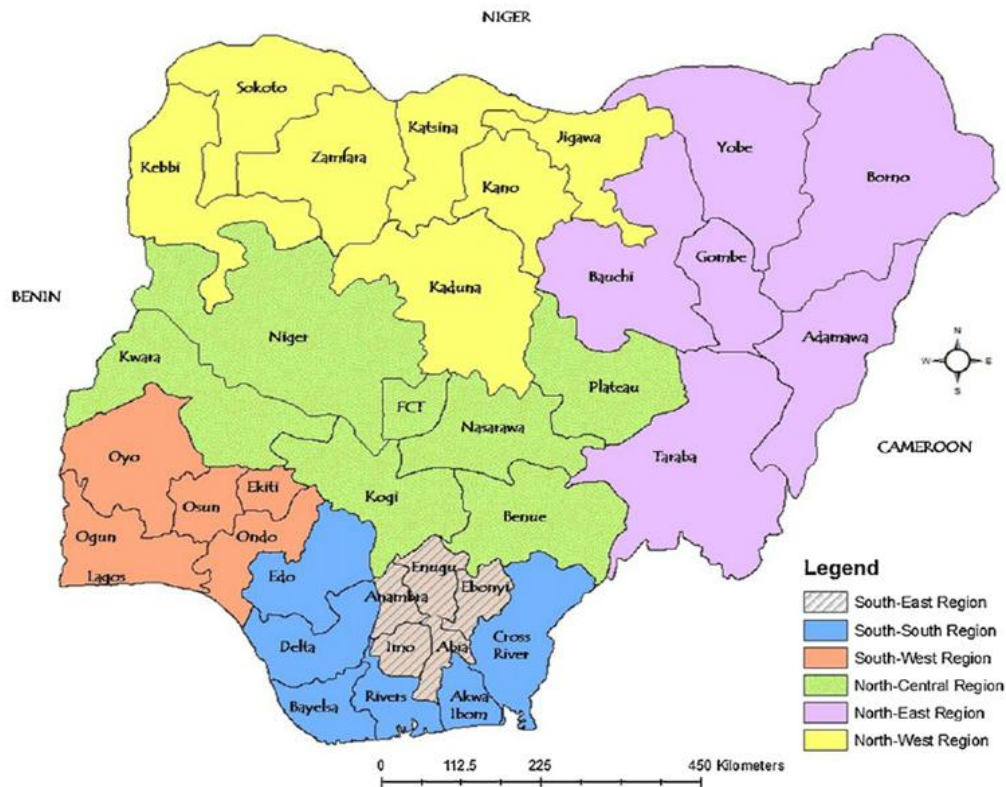 NIGER
Sokoto
Katsina
Jigawa
Kebbi
Zamfara
Kano
Yobe
Borno
Gombe
Bauchi
Kaduna
BENIN
Niger
Adamawa
N
W
E
S
Kwara
Plateau
FCT
Nasarawa
CAMEROON
Oyo
Taraba
Ekiti
Osun
Kogi
Benue
Ogun
Ondo
Lagos
Edo
Enugu
Ebonyi
Anambra
Delta
Imo
Abia
Cross
River
Bayelsa
Rivers
Akwa
Ibom
Legend
South-East Region
South-South Region
South-West Region
North-Central Region
North-East Region
North-West Region
0 112.5 225 450 Kilometers